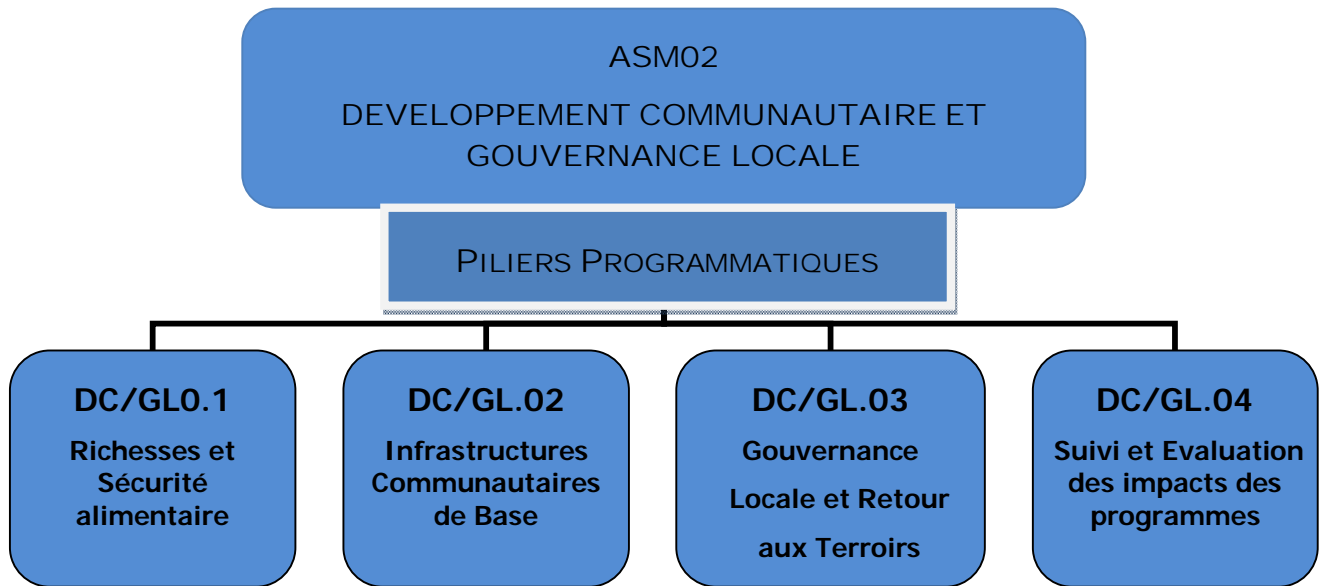 ASM02
DEVELOPPEMENT COMMUNAUTAIRE ET
GOUVERNANCE LOCALE
PILIERS PROGRAMMATIQUES
DC/GL0.1
Richesses et
Sécurité
alimentaire
DC/GL.02
Infrastructures
Communautaires
de Base
DC/GL.03
Gouvernance
Locale et Retour
aux Terroirs
DC/GL.04
Suivi et Evaluation
des impacts des
programmes